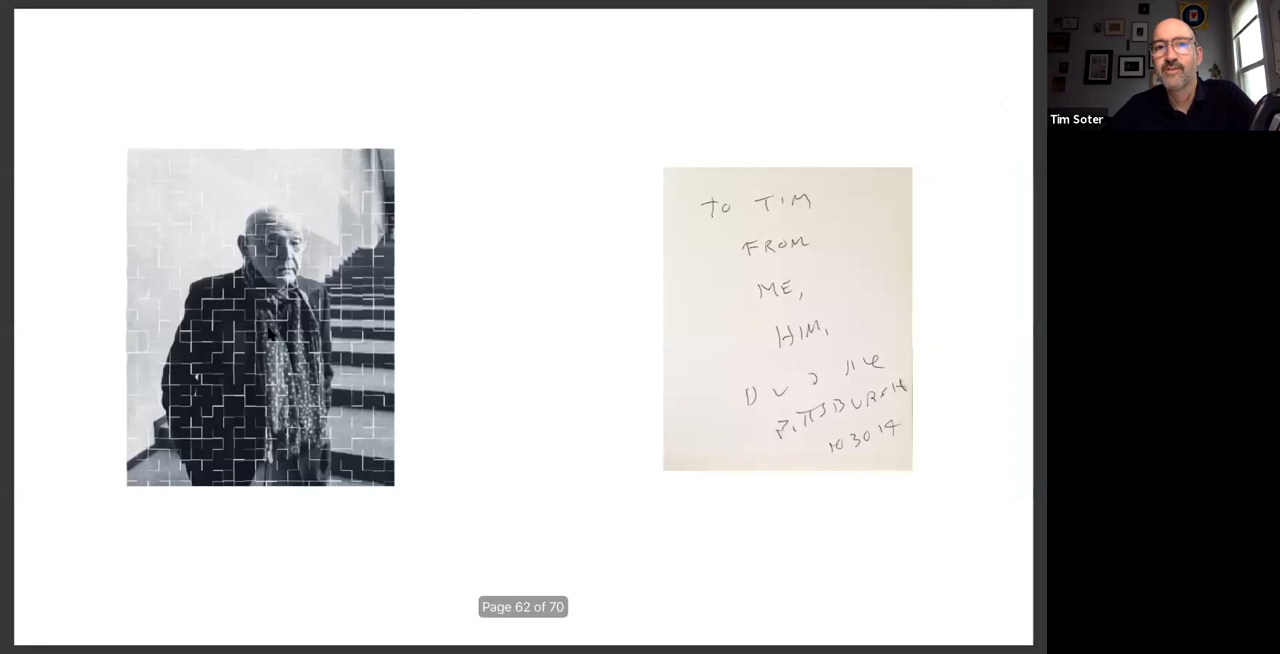 TO TIM
FROM
ME,
HIM,
PITTSBURGH
10 30 14
Page 62 of 70
Tim Soter